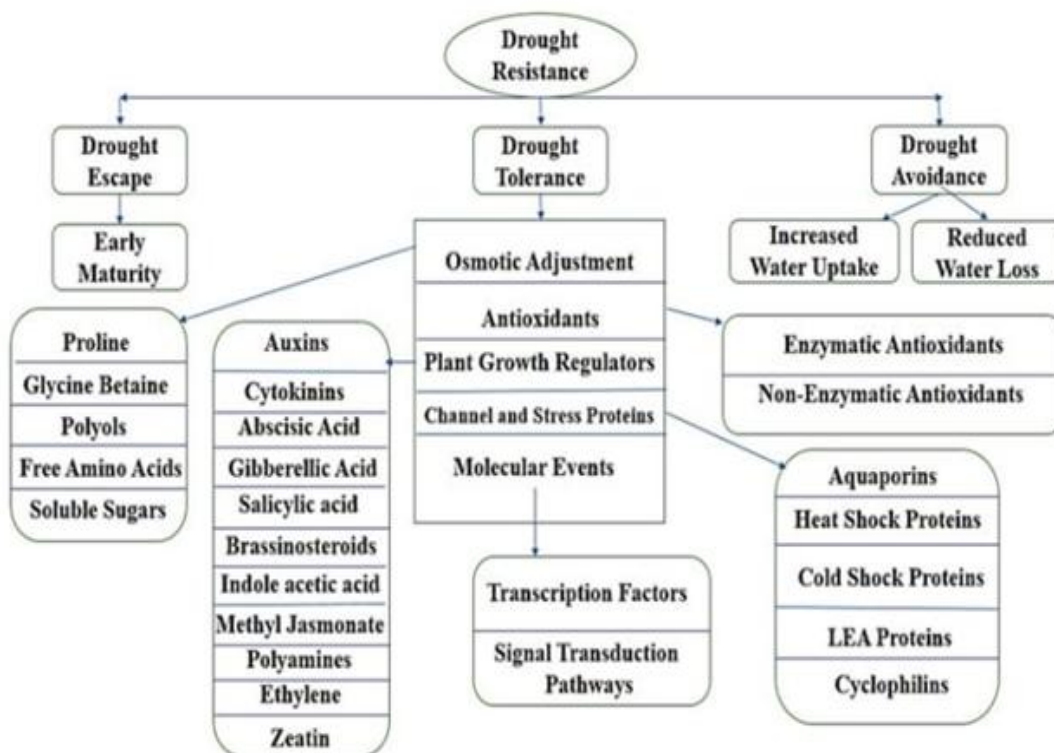 Drought
Resistance
Drought
Escape
Drought
Tolerance
Drought
Avoidance
Early
Maturity
Increased
Water Uptake
Reduced
Water Loss
Osmotic Adjustment
Antioxidants
Plant Growth Regulators
Channel and Stress Proteins
Molecular Events
Proline
Glycine Betaine
Polyols
Free Amino Acids
Soluble Sugars
Auxins
Cytokinins
Abscisic Acid
Gibberellic Acid
Salicylic acid
Brassinosteroids
Indole acetic acid
Methyl Jasmonate
Polyamines
Ethylene
Zeatin
Enzymatic Antioxidants
Non-Enzymatic Antioxidants
Aquaporins
Heat Shock Proteins
Cold Shock Proteins
LEA Proteins
Cyclophilins
Transcription Factors
Signal Transduction
Pathways